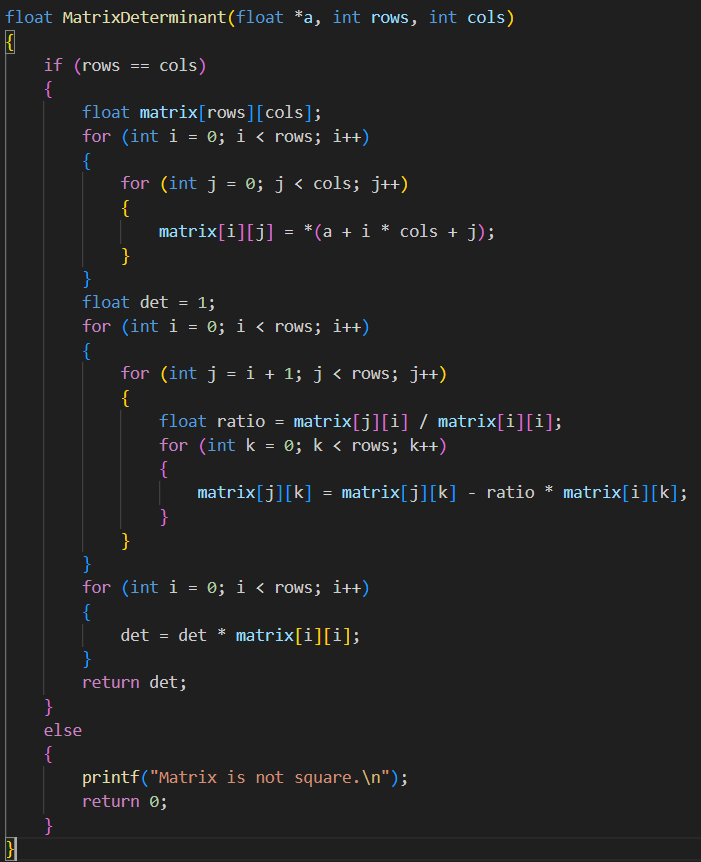 float MatrixDeterminant(float *a, int rows, int cols)
{
    if (rows == cols)
    {
        float matrix[rows][cols];
        for (int i = 0; i < rows; i++)
        {
            for (int j = 0; j < cols; j++)
            {
                matrix[i][j] = *(a + i * cols + j);
            }
        }
        float det = 1;
        for (int i = 0; i < rows; i++)
        {
            for (int j = i + 1; j < rows; j++)
            {
                float ratio = matrix[j][i] / matrix[i][i];
                for (int k = 0; k < rows; k++)
                {
                    matrix[j][k] = matrix[j][k] - ratio * matrix[i][k];
                }
            }
        }
        for (int i = 0; i < rows; i++)
        {
            det = det * matrix[i][i];
        }
        return det;
    }
    else
    {
        printf("Matrix is not square.\n");
        return 0;
    }
}